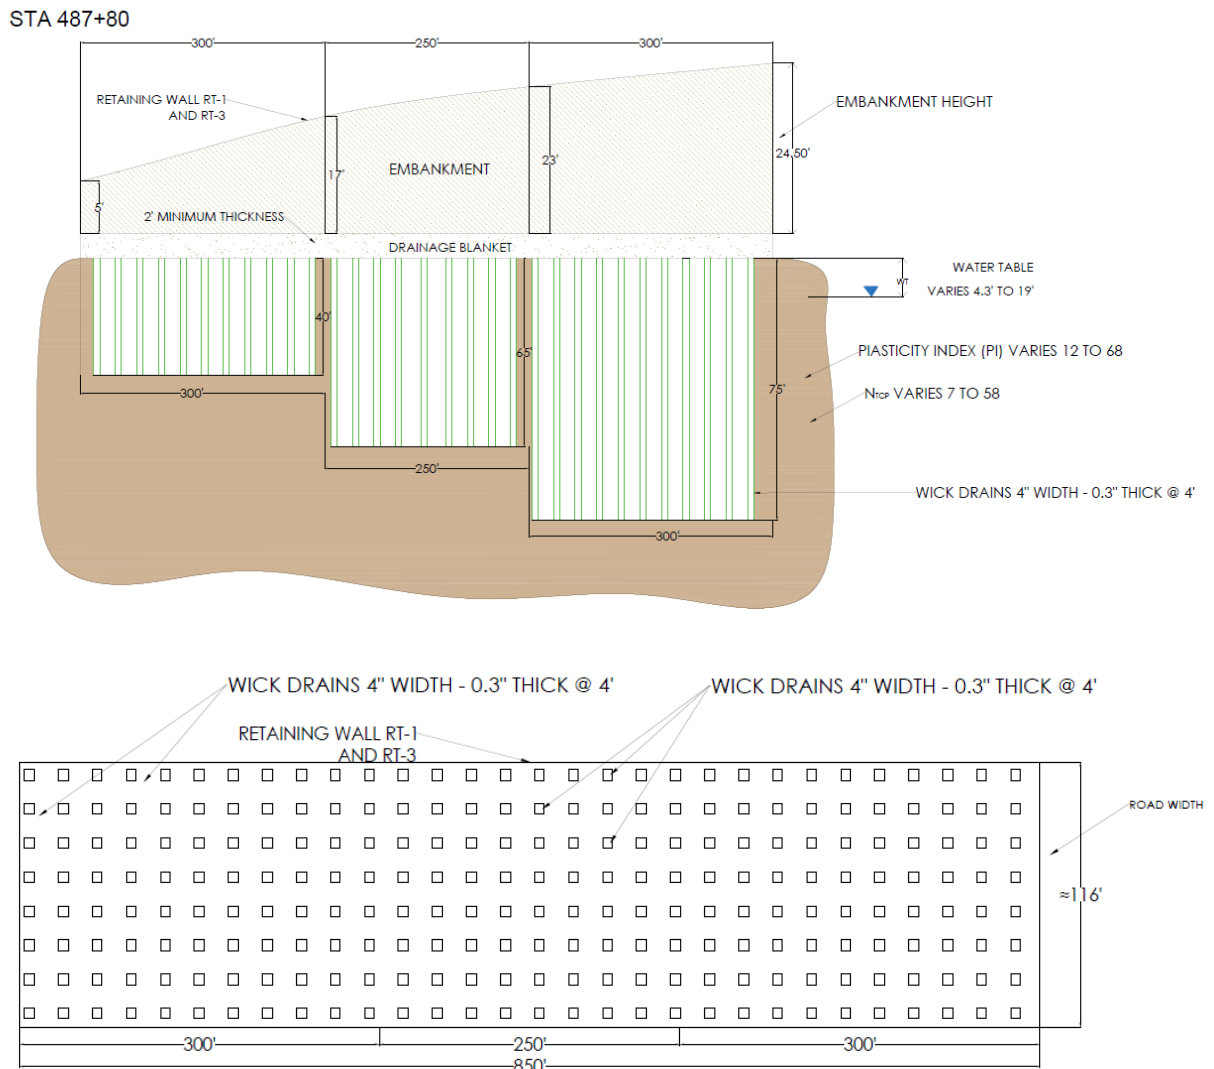 STA 487+80
300'
250'
300'
RETAINING WALL RT-1
AND RT-3
EMBANKMENT HEIGHT
24.50'
23'
EMBANKMENT
17'
5'
2' MINIMUM THICKNESS
DRAINAGE BLANKET
WATER TABLE
WT
VARIES 4.3' TO 19'
40'
65'
PIASTICITY INDEX (PI) VARIES 12 TO 68
75'
300'
NTCP VARIES 7 TO 58
250'
WICK DRAINS 4" WIDTH - 0.3" THICK @ 4'
300'
WICK DRAINS 4" WIDTH - 0.3" THICK @ 4'
WICK DRAINS 4" WIDTH - 0.3" THICK @ 4'
RETAINING WALL RT-1
AND RT-3
ROAD WIDTH
≈116'
300'
250'
300'
850'